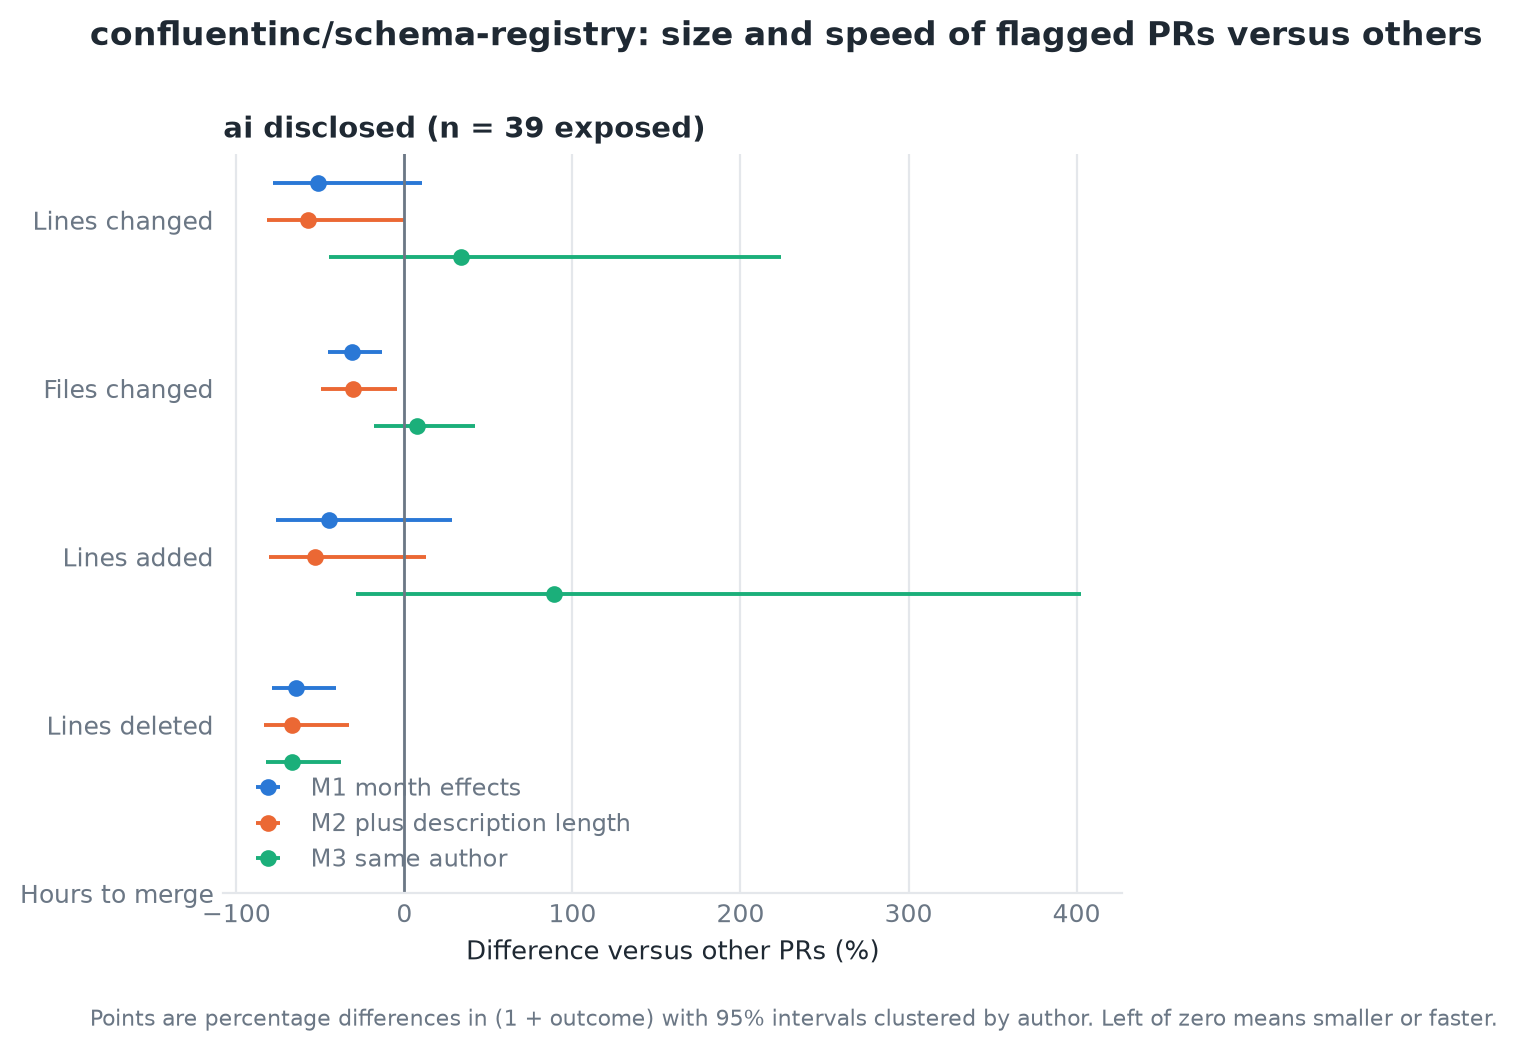 confluentinc/schema-registry: size and speed of flagged PRs versus others
ai disclosed (n = 39 exposed)
Lines changed
Files changed
Lines added
Lines deleted
M1 month effects
M2 plus description length
M3 same author
Hours to merge
−100 0 100 200 300 400
Difference versus other PRs (%)
Points are percentage differences in (1 + outcome) with 95% intervals clustered by author. Left of zero means smaller or faster.